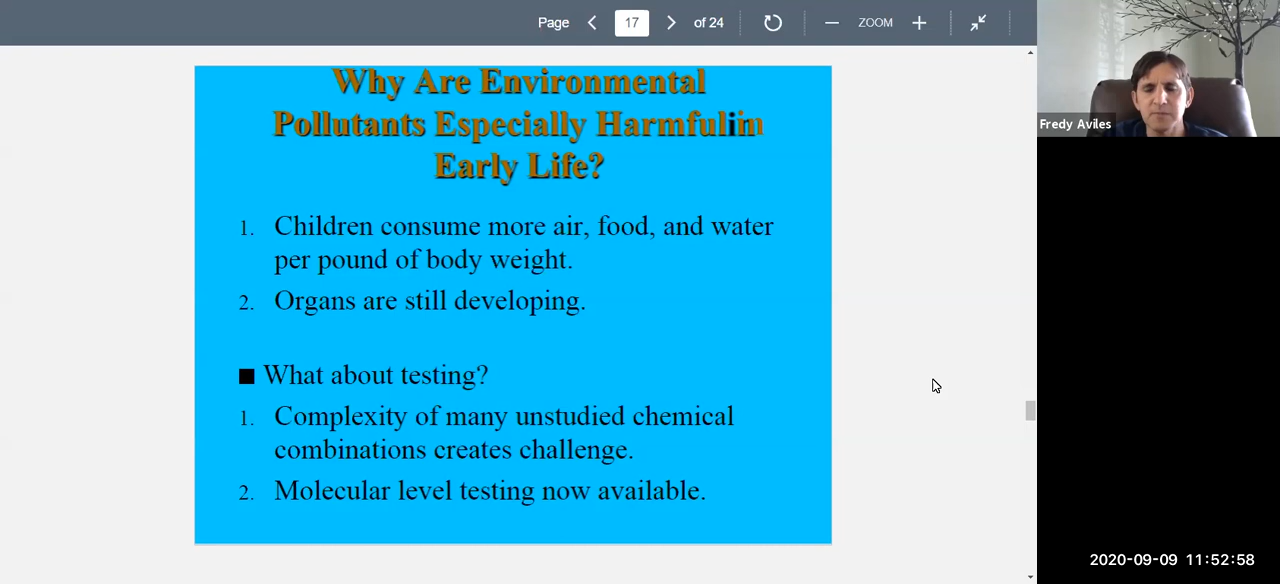 Page 17 of 24 ZOOM
Why Are Environmental
Pollutants Especially Harmfulin
Early Life?
1. Children consume more air, food, and water
per pound of body weight.
2. Organs are still developing.
■ What about testing?
1. Complexity of many unstudied chemical
combinations creates challenge.
2. Molecular level testing now available.
Fredy Aviles
2020-09-09 11:52:58